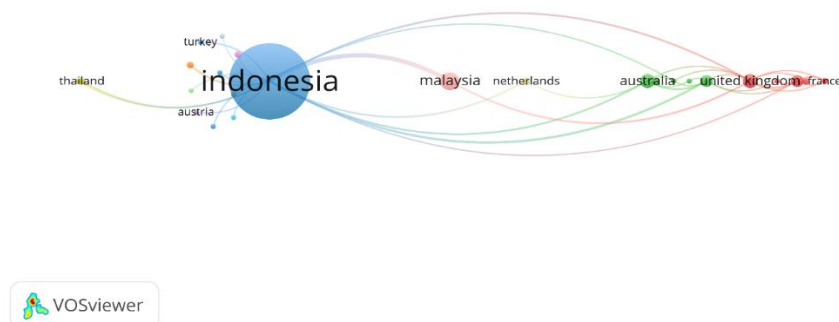 turkey
thailand
indonesia
malaysia
netherlands
australia
united kingdom
france
austria
VOSviewer